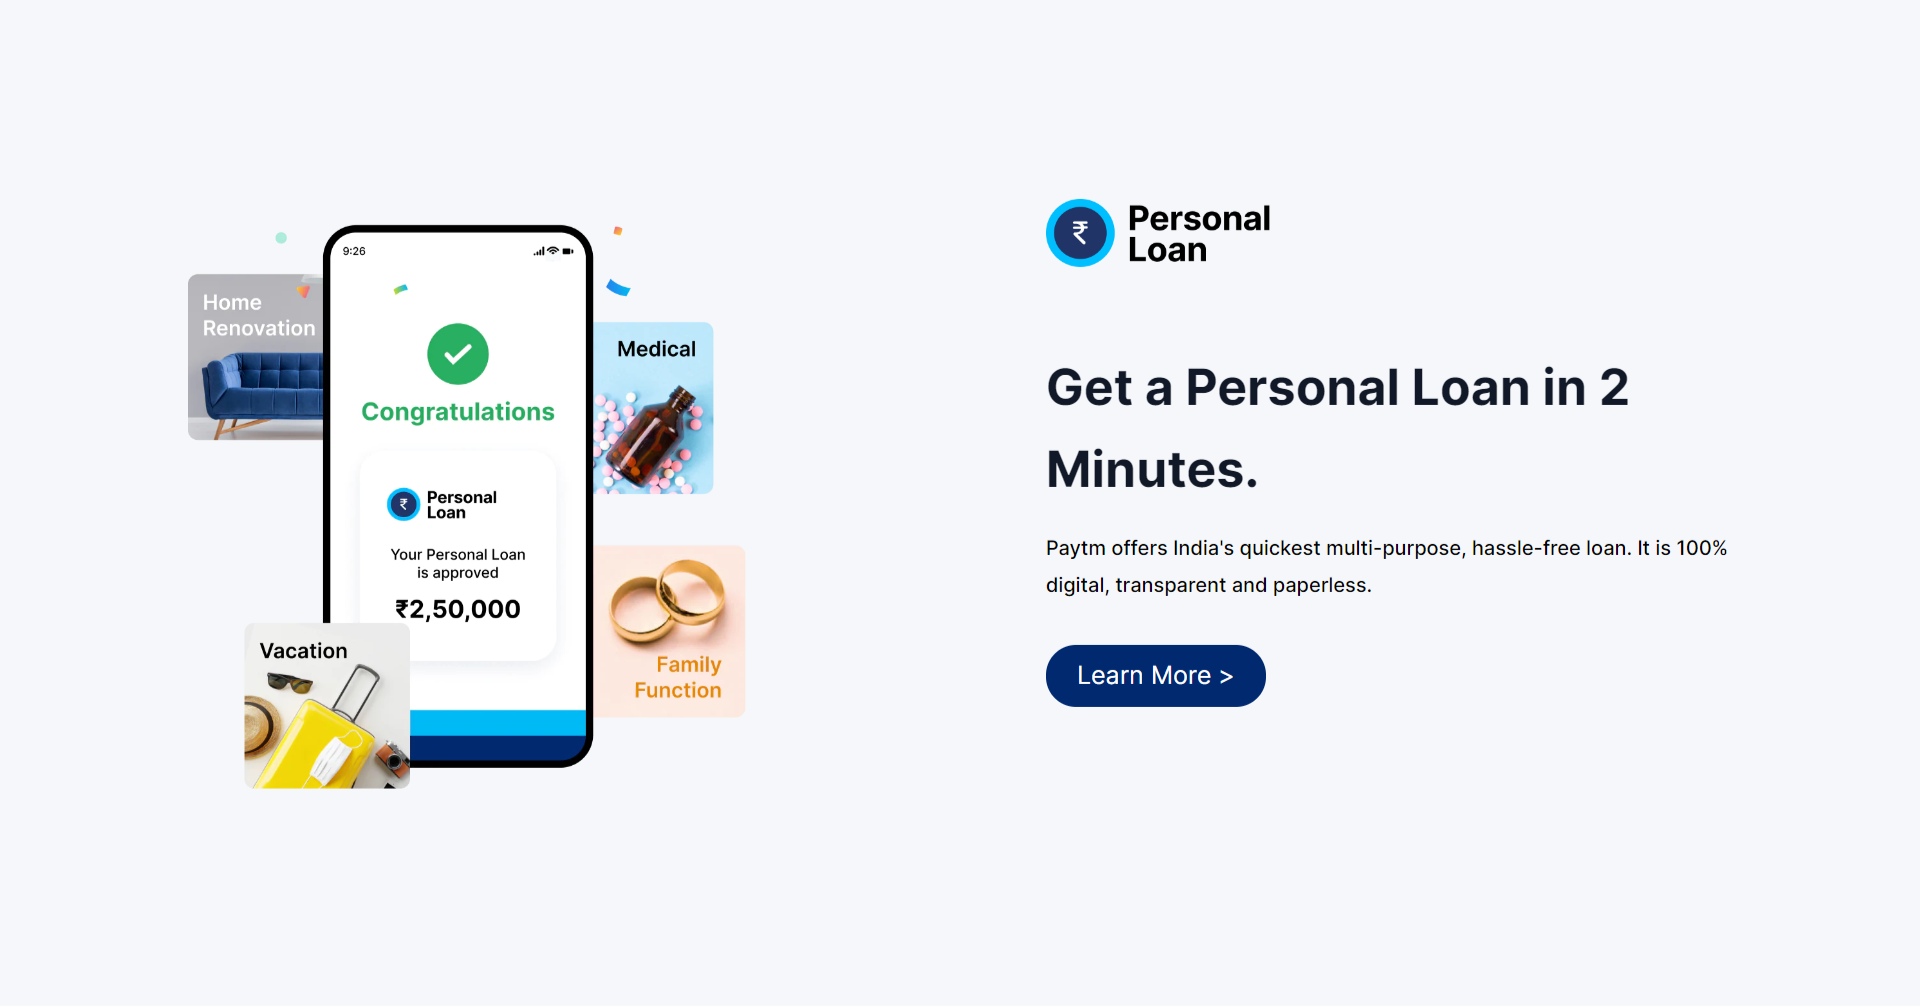 9:26
Home
Renovation
Medical
Congratulations
₹
Personal
Loan
Your Personal Loan
is approved
₹2,50,000
Vacation
Family
Function
₹
Personal
Loan
Get a Personal Loan in 2
Minutes.
Paytm offers India's quickest multi-purpose, hassle-free loan. It is 100%
digital, transparent and paperless.
Learn More >